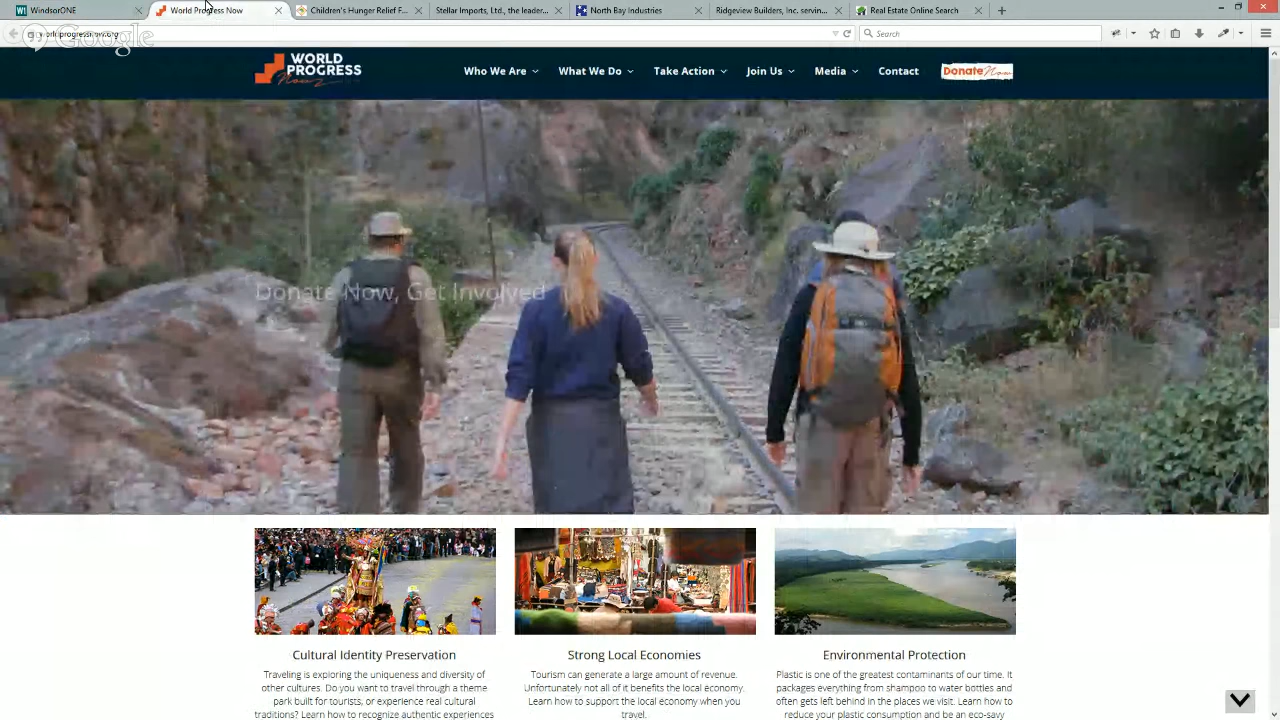 WindsorONE
World Progress Now
Children's Hunger Relief F...
Stellar Imports, Ltd., the leader...
North Bay Industries
Ridgeview BUILDERS, INC. servin...
Real Estate Online Search
Google
Search
WORLD
PROGRESS
Now
Who We Are
What We Do
Take Action
Join Us
Media
Contact
Donate Now
Donate Now, Get Involved
Cultural Identity Preservation
Traveling is exploring the uniqueness and diversity of
other cultures. Do you want to travel through a theme
park built for tourists, or experience real cultural
traditions? Learn how to recognize authentic experiences
Strong Local Economies
Tourism can generate a large amount of revenue.
Unfortunately not all of it benefits the local economy.
Learn how to support the local economy when you
travel.
Environmental Protection
Plastic is one of the greatest contaminants of our time. It
packages everything from shampoo to water bottles and
often gets left behind in the places we visit. Learn how to
reduce your plastic consumption and be an eco-savy